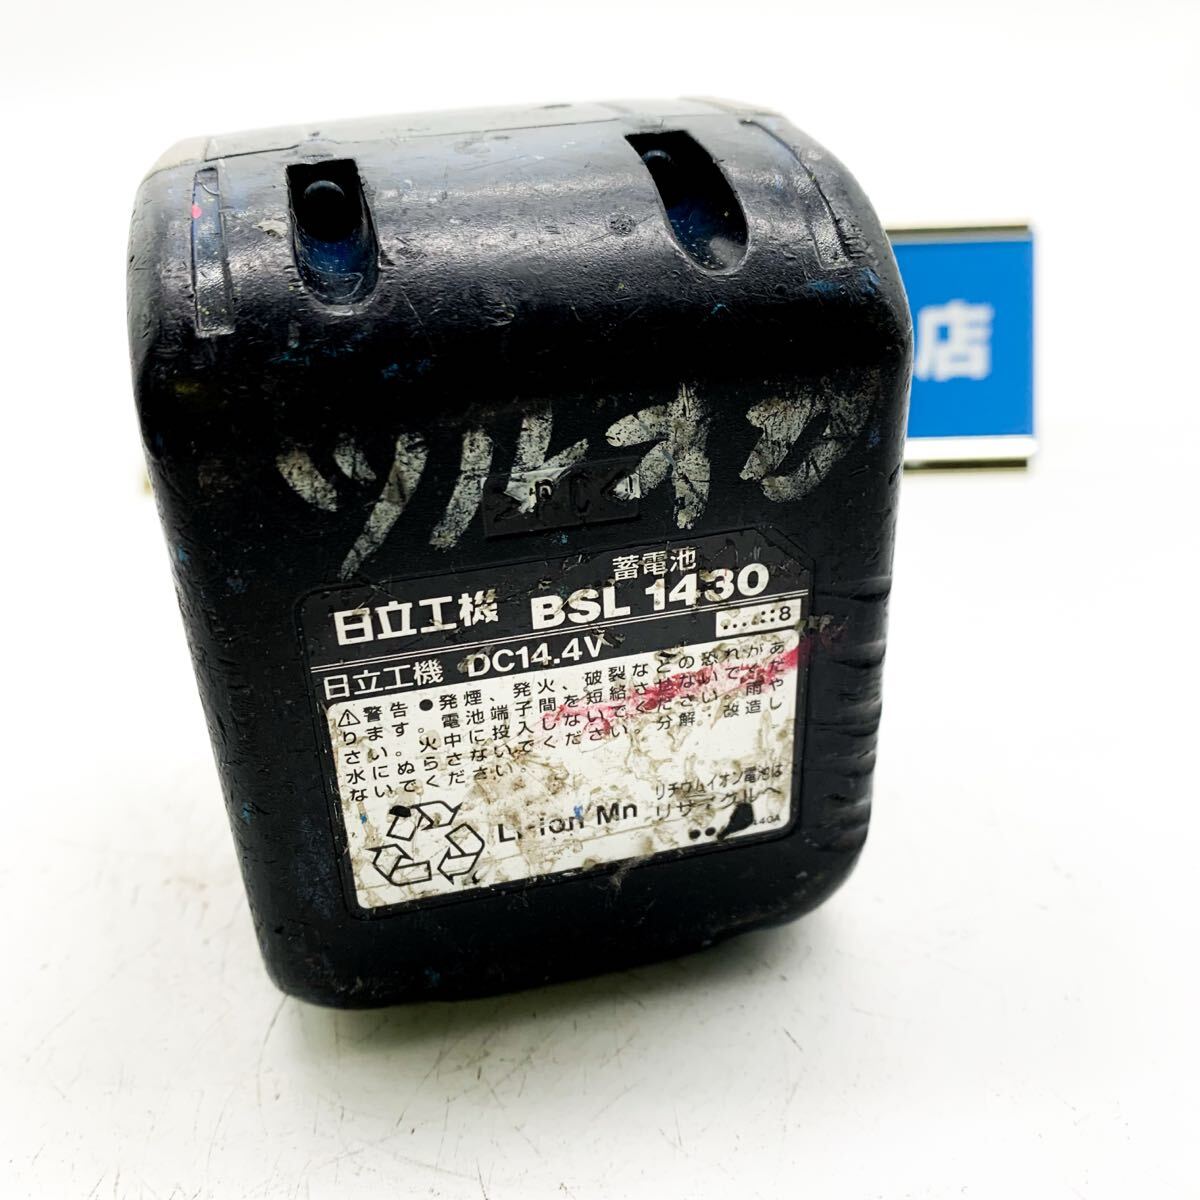 店
ツルオカ
>PC<
蓄電池
日立工機 BSL 1430
8
日立工機 DC14.4V
⚠警告 ●発煙、発火、破裂などの恐れがあ
ります。電池端子間を短絡させないでくだ
さい。火中に投入しないでください。雨や
水にぬらさないでください。分解・改造し
ないでください。
Li-ion Mn
リチウムイオン電池は
リサイクルへ
440A